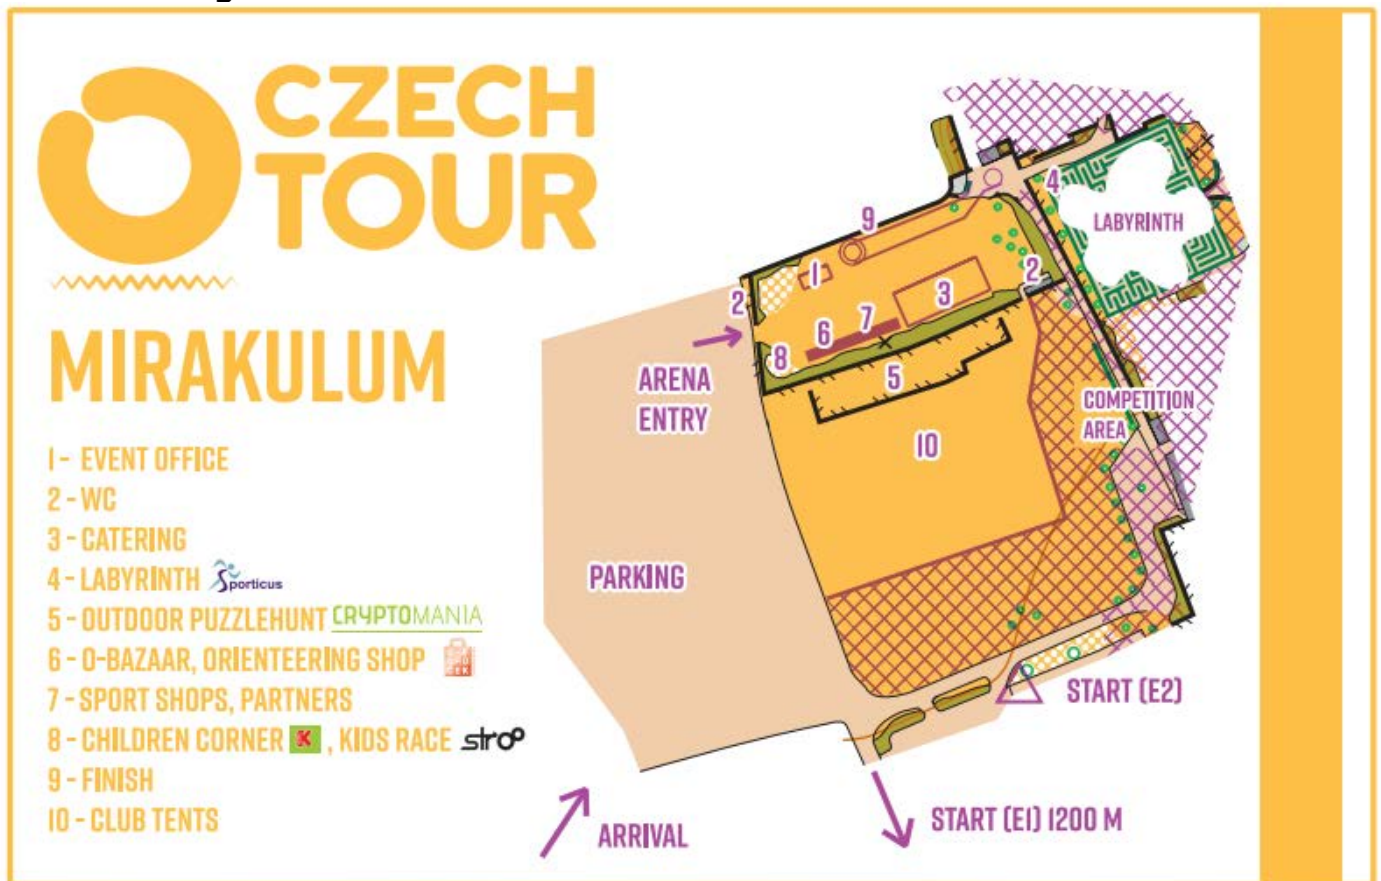 CZECH
TOUR
MIRAKULUM
1 - EVENT OFFICE
2 - WC
3 - CATERING
4 - LABYRINTH Sporticus
5 - OUTDOOR PUZZLEHUNT CRYPTOMANIA
6 - O-BAZAAR, ORIENTEERING SHOP
7 - SPORT SHOPS, PARTNERS
8 - CHILDREN CORNER K , KIDS RACE
9 - FINISH
10 - CLUB TENTS
4
LABYRINTH
9
1
2
2
3
7
6
8
5
ARENA
ENTRY
COMPETITION
AREA
10
PARKING
START (E2)
START (E1) 1200 M
ARRIVAL